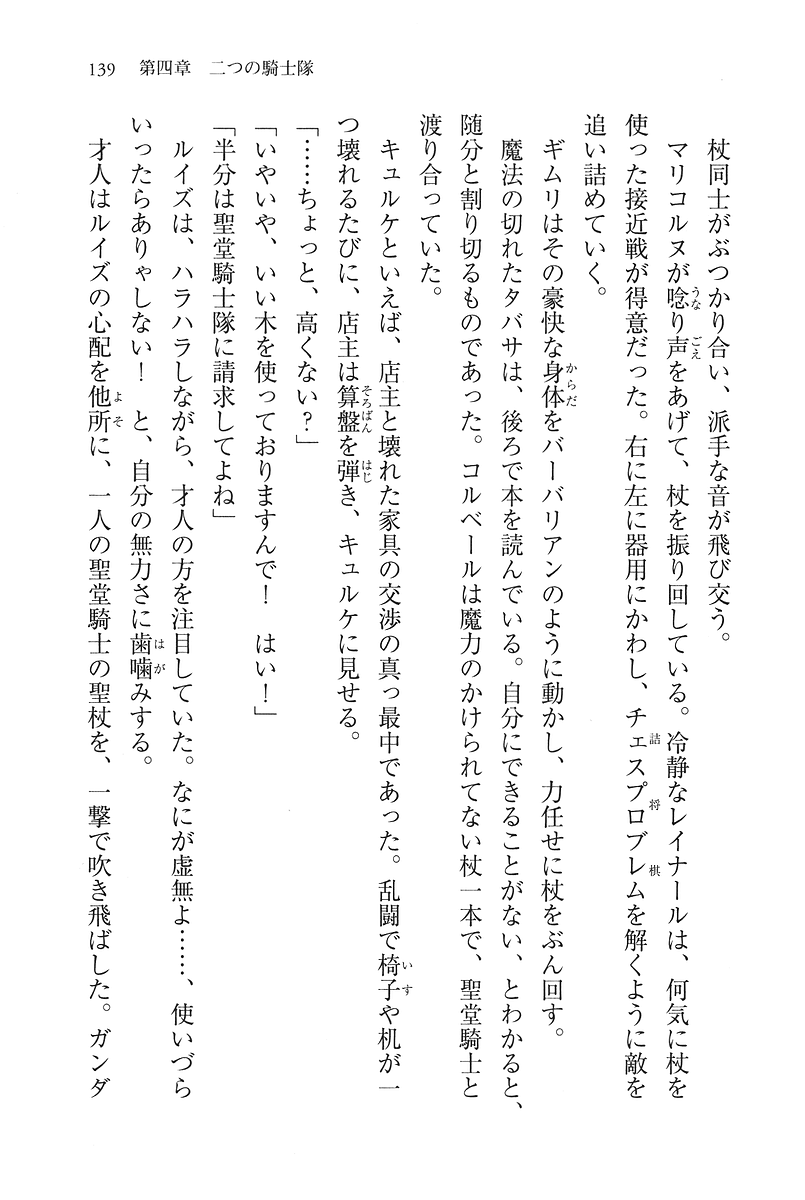 139　第四章　二つの騎士隊
　杖同士がぶつかり合い、派手な音が飛び交う。
　マリコルヌが唸り声をあげて、杖を振り回している。冷静なレイナールは、何気に杖を
使った接近戦が得意だった。右に左に器用にかわし、チェスプロブレムを解くように敵を
追い詰めていく。
　ギムリはその豪快な身体をバーバリアンのように動かし、力任せに杖をぶん回す。
　魔法の切れたタバサは、後ろで本を読んでいる。自分にできることがない、とわかると、
随分と割り切るものであった。コルベールは魔力のかけられてない杖一本で、聖堂騎士と
渡り合っていた。
　キュルケといえば、店主と壊れた家具の交渉の真っ最中であった。乱闘で椅子や机が一
つ壊れるたびに、店主は算盤を弾き、キュルケに見せる。
「……ちょっと、高くない？」
「いやいや、いい木を使っておりますんで！　はい！」
「半分は聖堂騎士隊に請求してよね」
　ルイズは、ハラハラしながら、才人の方を注目していた。なにが虚無よ……、使いづら
いったらありゃしない！　と、自分の無力さに歯噛みする。
　才人はルイズの心配を他所に、一人の聖堂騎士の聖杖を、一撃で吹き飛ばした。ガンダ